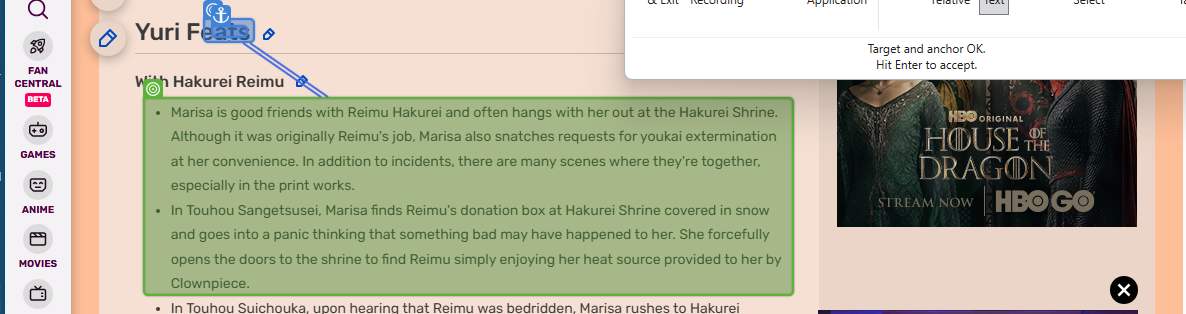 & Exit Recording
Application
relative Text
Select
Target and anchor OK.
Hit Enter to accept.
FAN
CENTRAL
BETA
GAMES
ANIME
MOVIES
Yuri Feats
With Hakurei Reimu
• Marisa is good friends with Reimu Hakurei and often hangs with her out at the Hakurei Shrine.
Although it was originally Reimu's job, Marisa also snatches requests for youkai extermination
at her convenience. In addition to incidents, there are many scenes where they're together,
especially in the print works.
• In Touhou Sangetsusei, Marisa finds Reimu's donation box at Hakurei Shrine covered in snow
and goes into a panic thinking that something bad may have happened to her. She forcefully
opens the doors to the shrine to find Reimu simply enjoying her heat source provided to her by
Clownpiece.
• In Touhou Suichouka, upon hearing that Reimu was bedridden, Marisa rushes to Hakurei
HBO ORIGINAL
HOUSE OF THE
DRAGON
STREAM NOW HBO GO